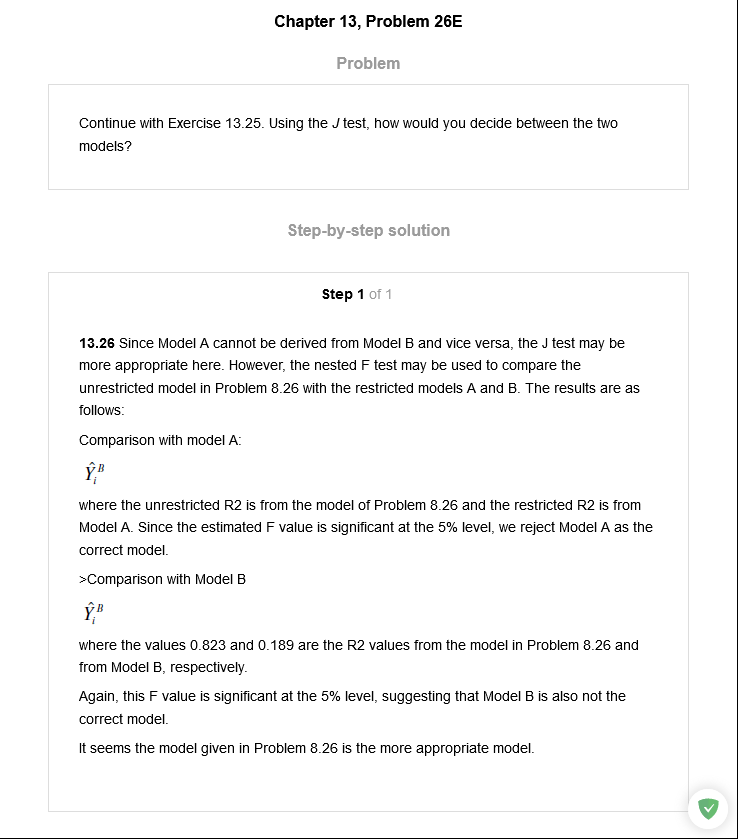 Chapter 13, Problem 26E
Problem
Continue with Exercise 13.25. Using the J test, how would you decide between the two
models?
Step-by-step solution
Step 1 of 1
13.26 Since Model A cannot be derived from Model B and vice versa, the J test may be
more appropriate here. However, the nested F test may be used to compare the
unrestricted model in Problem 8.26 with the restricted models A and B. The results are as
follows:
Comparison with model A:
Ŷᵢᴮ
where the unrestricted R2 is from the model of Problem 8.26 and the restricted R2 is from
Model A. Since the estimated F value is significant at the 5% level, we reject Model A as the
correct model.
>Comparison with Model B
Ŷᵢᴮ
where the values 0.823 and 0.189 are the R2 values from the model in Problem 8.26 and
from Model B, respectively.
Again, this F value is significant at the 5% level, suggesting that Model B is also not the
correct model.
It seems the model given in Problem 8.26 is the more appropriate model.